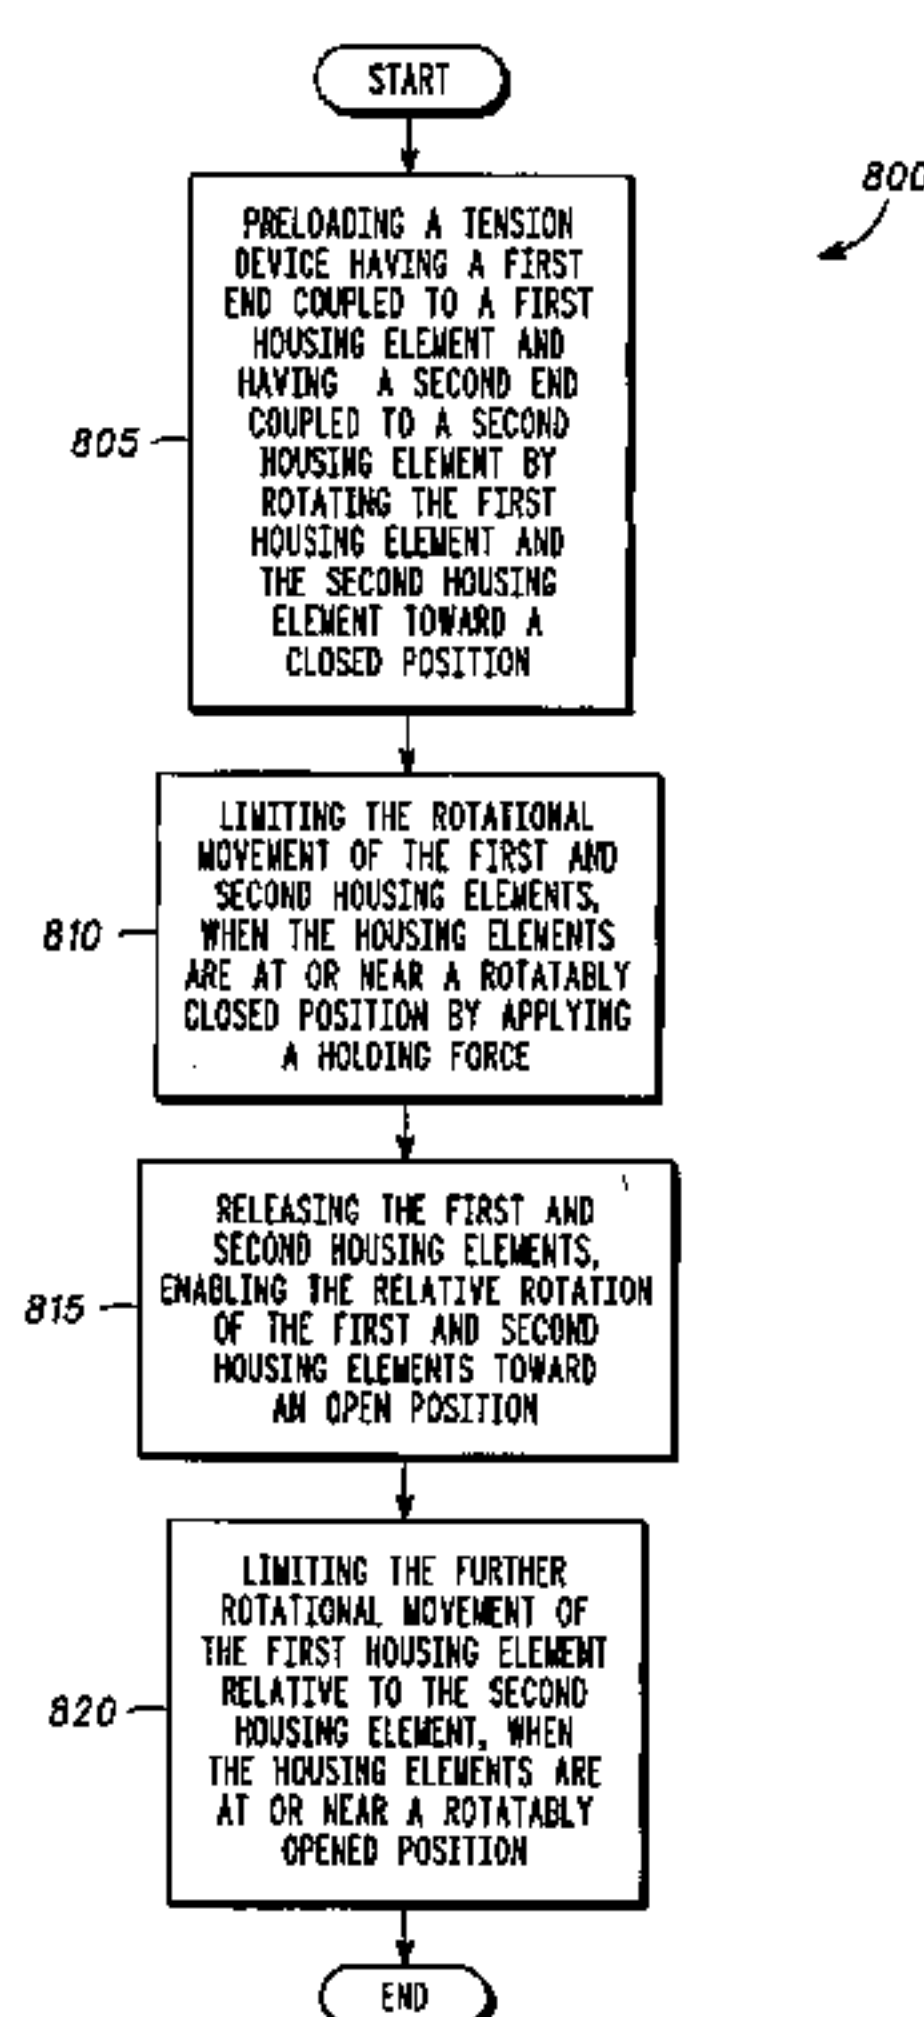 START
800
PRELOADING A TENSION
DEVICE HAVING A FIRST
END COUPLED TO A FIRST
HOUSING ELEMENT AND
HAVING A SECOND END
COUPLED TO A SECOND
HOUSING ELEMENT BY
ROTATING THE FIRST
HOUSING ELEMENT AND
THE SECOND HOUSING
ELEMENT TOWARD A
CLOSED POSITION
805
LIMITING THE ROTATIONAL
MOVEMENT OF THE FIRST AND
SECOND HOUSING ELEMENTS,
WHEN THE HOUSING ELEMENTS
ARE AT OR NEAR A ROTATABLY
CLOSED POSITION BY APPLYING
A HOLDING FORCE
810
RELEASING THE FIRST AND
SECOND HOUSING ELEMENTS,
ENABLING THE RELATIVE ROTATION
OF THE FIRST AND SECOND
HOUSING ELEMENTS TOWARD
AN OPEN POSITION
815
LIMITING THE FURTHER
ROTATIONAL MOVEMENT OF
THE FIRST HOUSING ELEMENT
RELATIVE TO THE SECOND
HOUSING ELEMENT, WHEN
THE HOUSING ELEMENTS ARE
AT OR NEAR A ROTATABLY
OPENED POSITION
820
END